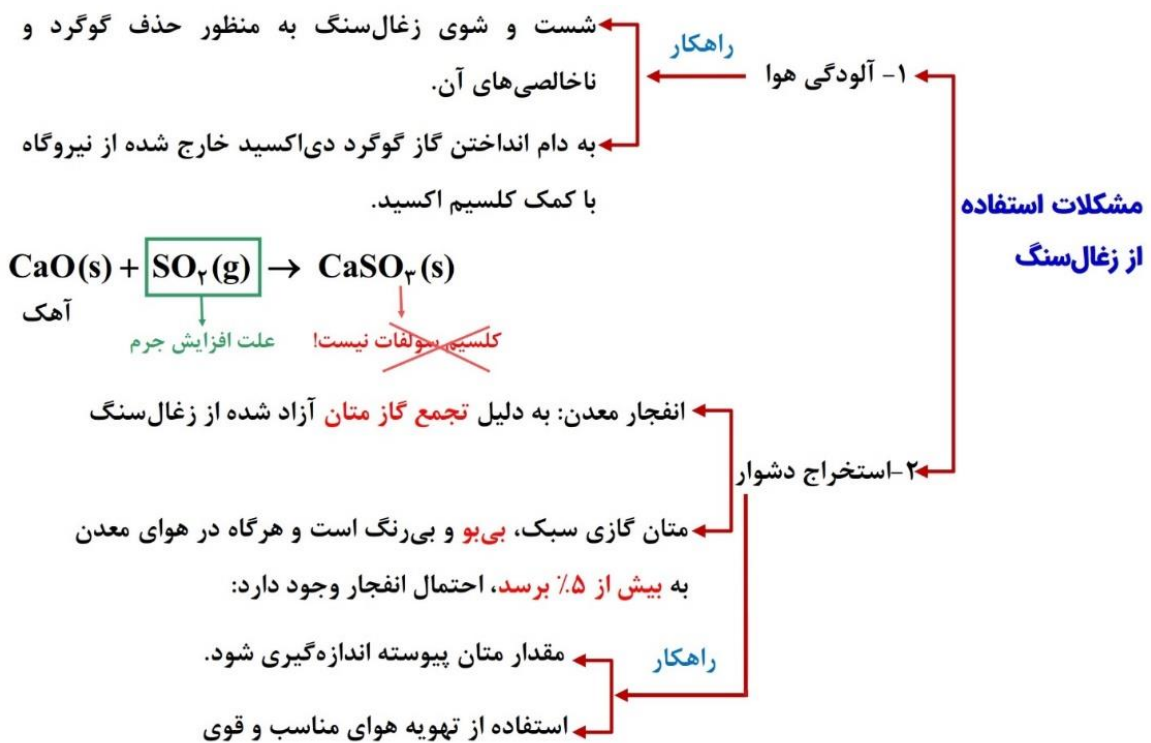 مشکلات استفاده
از زغال‌سنگ
۱- آلودگی هوا
راهکار
شست و شوی زغال‌سنگ به منظور حذف گوگرد و
ناخالصی‌های آن.
به دام انداختن گاز گوگرد دی‌اکسید خارج شده از نیروگاه
با کمک کلسیم اکسید.
CaO(s) + SO₂(g) → CaSO₃(s)
آهک
علت افزایش جرم
کلسیم سولفات نیست!
۲-استخراج دشوار
انفجار معدن: به دلیل تجمع گاز متان آزاد شده از زغال‌سنگ
متان گازی سبک، بی‌بو و بی‌رنگ است و هرگاه در هوای معدن
به بیش از ۵٪ برسد، احتمال انفجار وجود دارد:
راهکار
مقدار متان پیوسته اندازه‌گیری شود.
استفاده از تهویه هوای مناسب و قوی